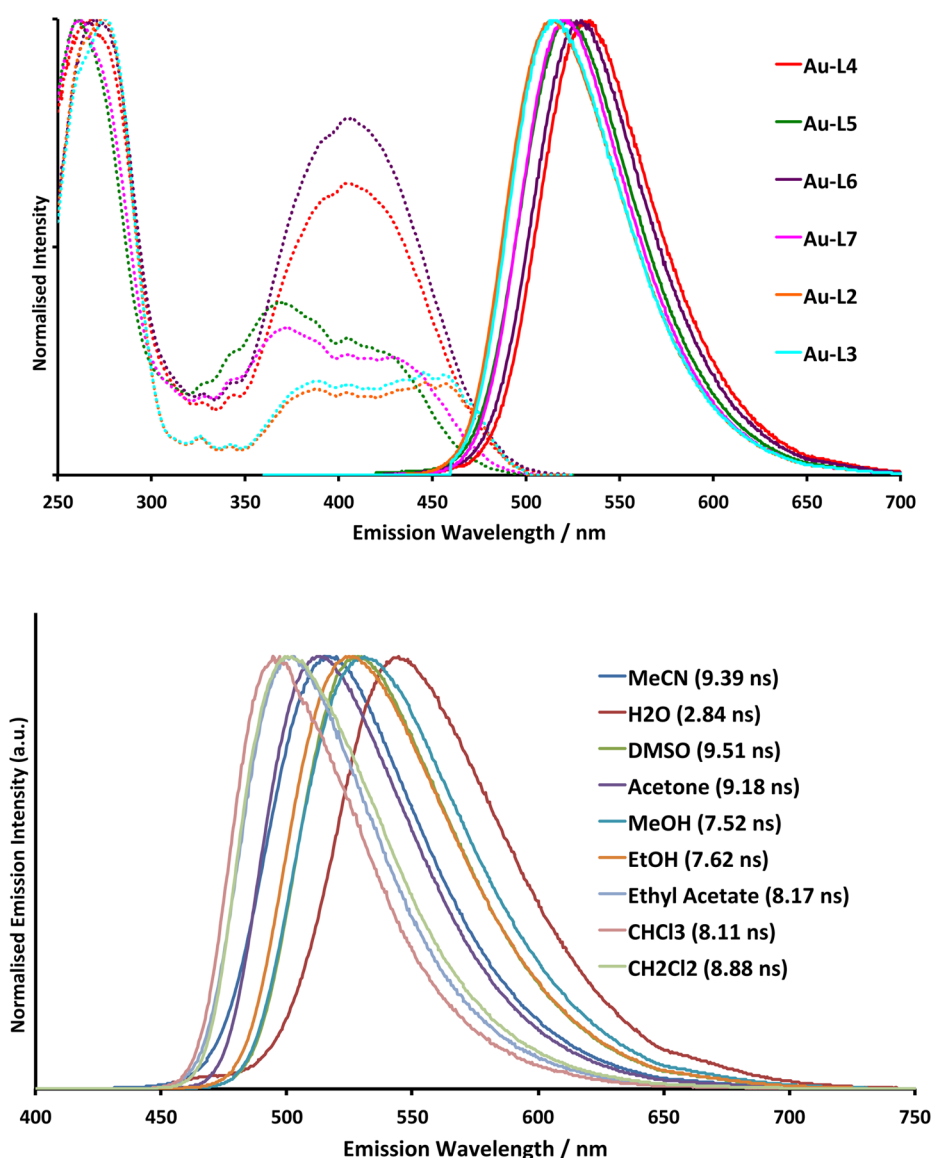 Normalised Intensity
Au-L4
Au-L5
Au-L6
Au-L7
Au-L2
Au-L3
250 300 350 400 450 500 550 600 650 700
Emission Wavelength / nm
Normalised Emission Intensity (a.u.)
MeCN (9.39 ns)
H2O (2.84 ns)
DMSO (9.51 ns)
Acetone (9.18 ns)
MeOH (7.52 ns)
EtOH (7.62 ns)
Ethyl Acetate (8.17 ns)
CHCl3 (8.11 ns)
CH2Cl2 (8.88 ns)
400 450 500 550 600 650 700 750
Emission Wavelength / nm